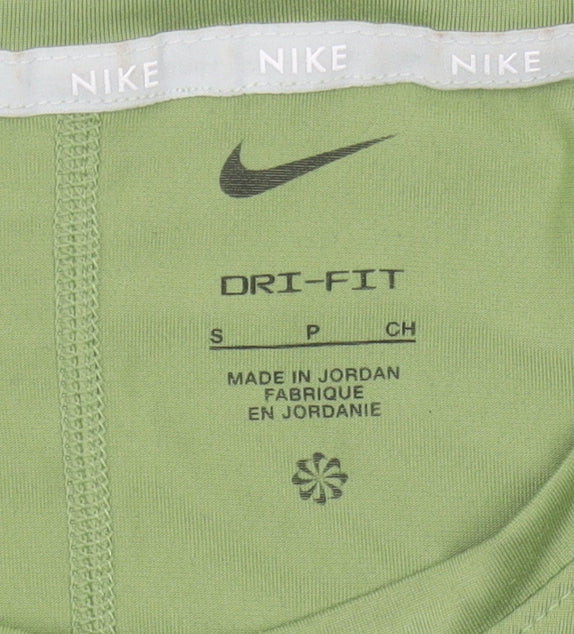 NIKE NIKE NIKE
DRI-FIT
S P CH
MADE IN JORDAN
FABRIQUE
EN JORDANIE